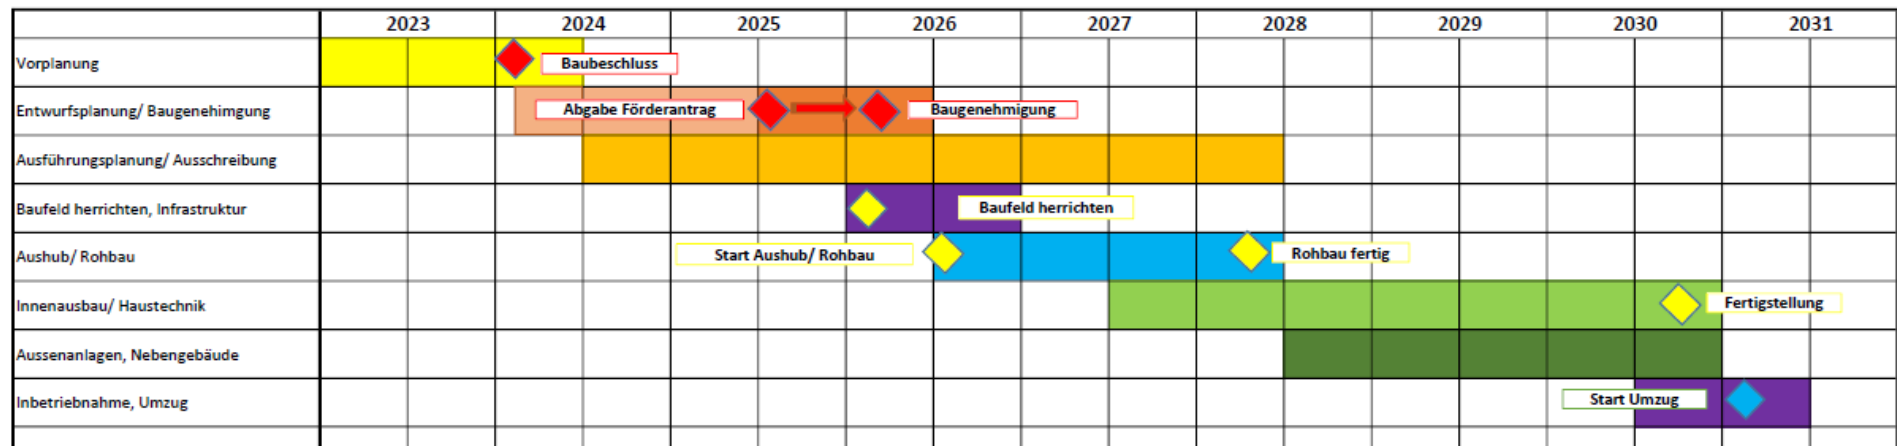 2023 2024 2025 2026 2027 2028 2029 2030 2031
Vorplanung Baubeschluss
Entwurfsplanung/ Baugenehimgung Abgabe Förderantrag Baugenehmigung
Ausführungsplanung/ Ausschreibung
Baufeld herrichten, Infrastruktur Baufeld herrichten
Aushub/ Rohbau Start Aushub/ Rohbau Rohbau fertig
Innenausbau/ Haustechnik Fertigstellung
Aussenanlagen, Nebengebäude
Inbetriebnahme, Umzug Start Umzug